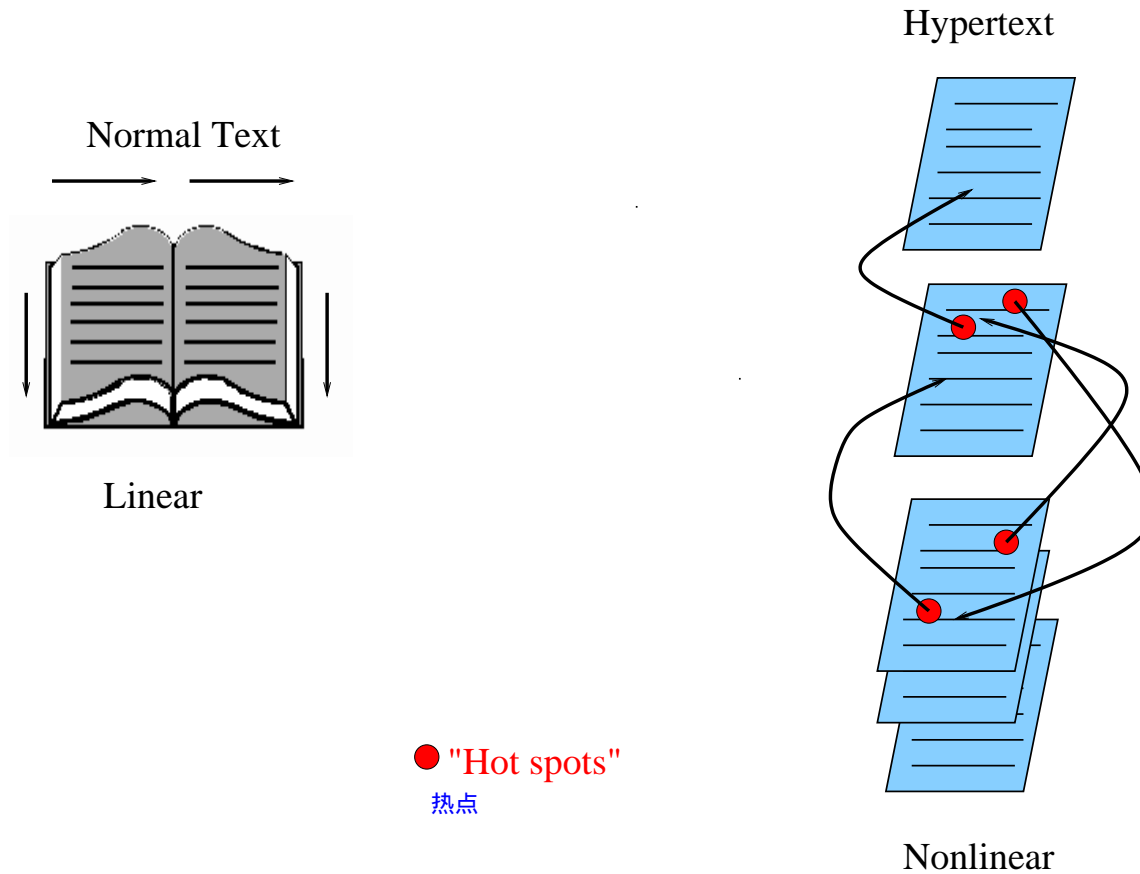 Hypertext
Normal Text
Linear
"Hot spots"
热点
Nonlinear